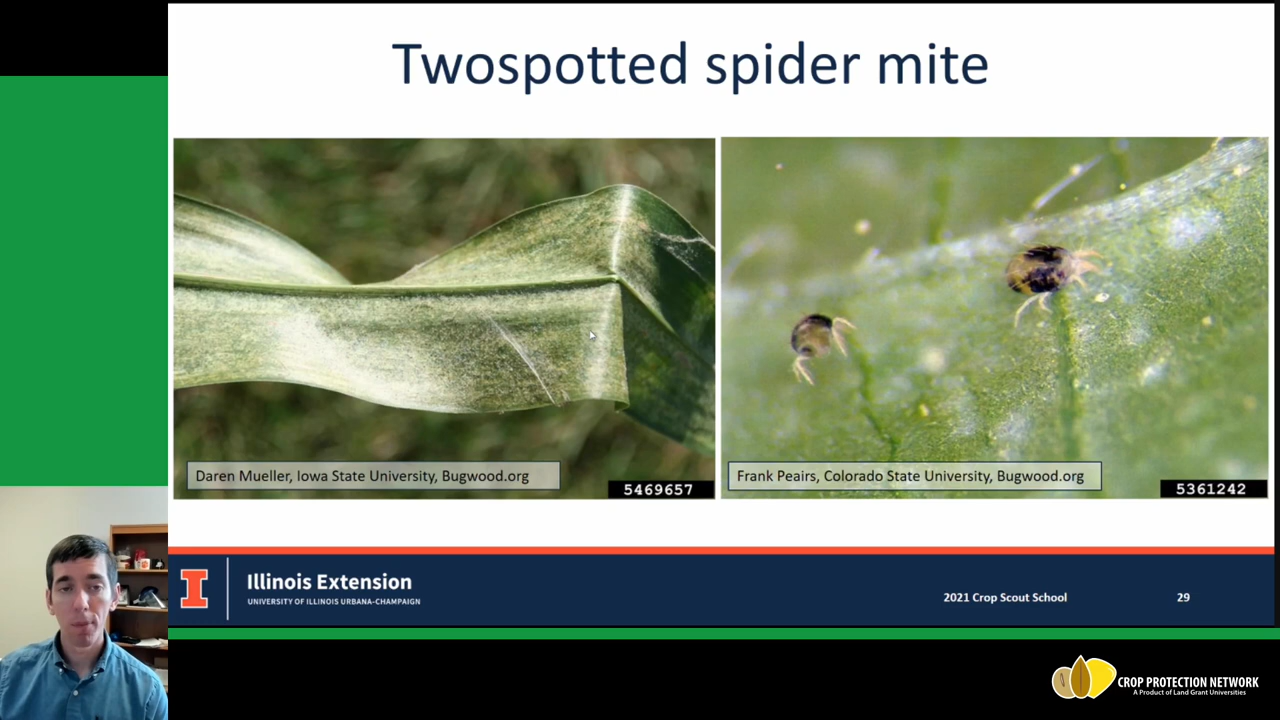 Twospotted spider mite
Daren Mueller, Iowa State University, Bugwood.org
5469657
Frank Peairs, Colorado State University, Bugwood.org
5361242
I
Illinois Extension
UNIVERSITY OF ILLINOIS URBANA-CHAMPAIGN
2021 Crop Scout School
29
CROP PROTECTION NETWORK
A Product of Land Grant Universities